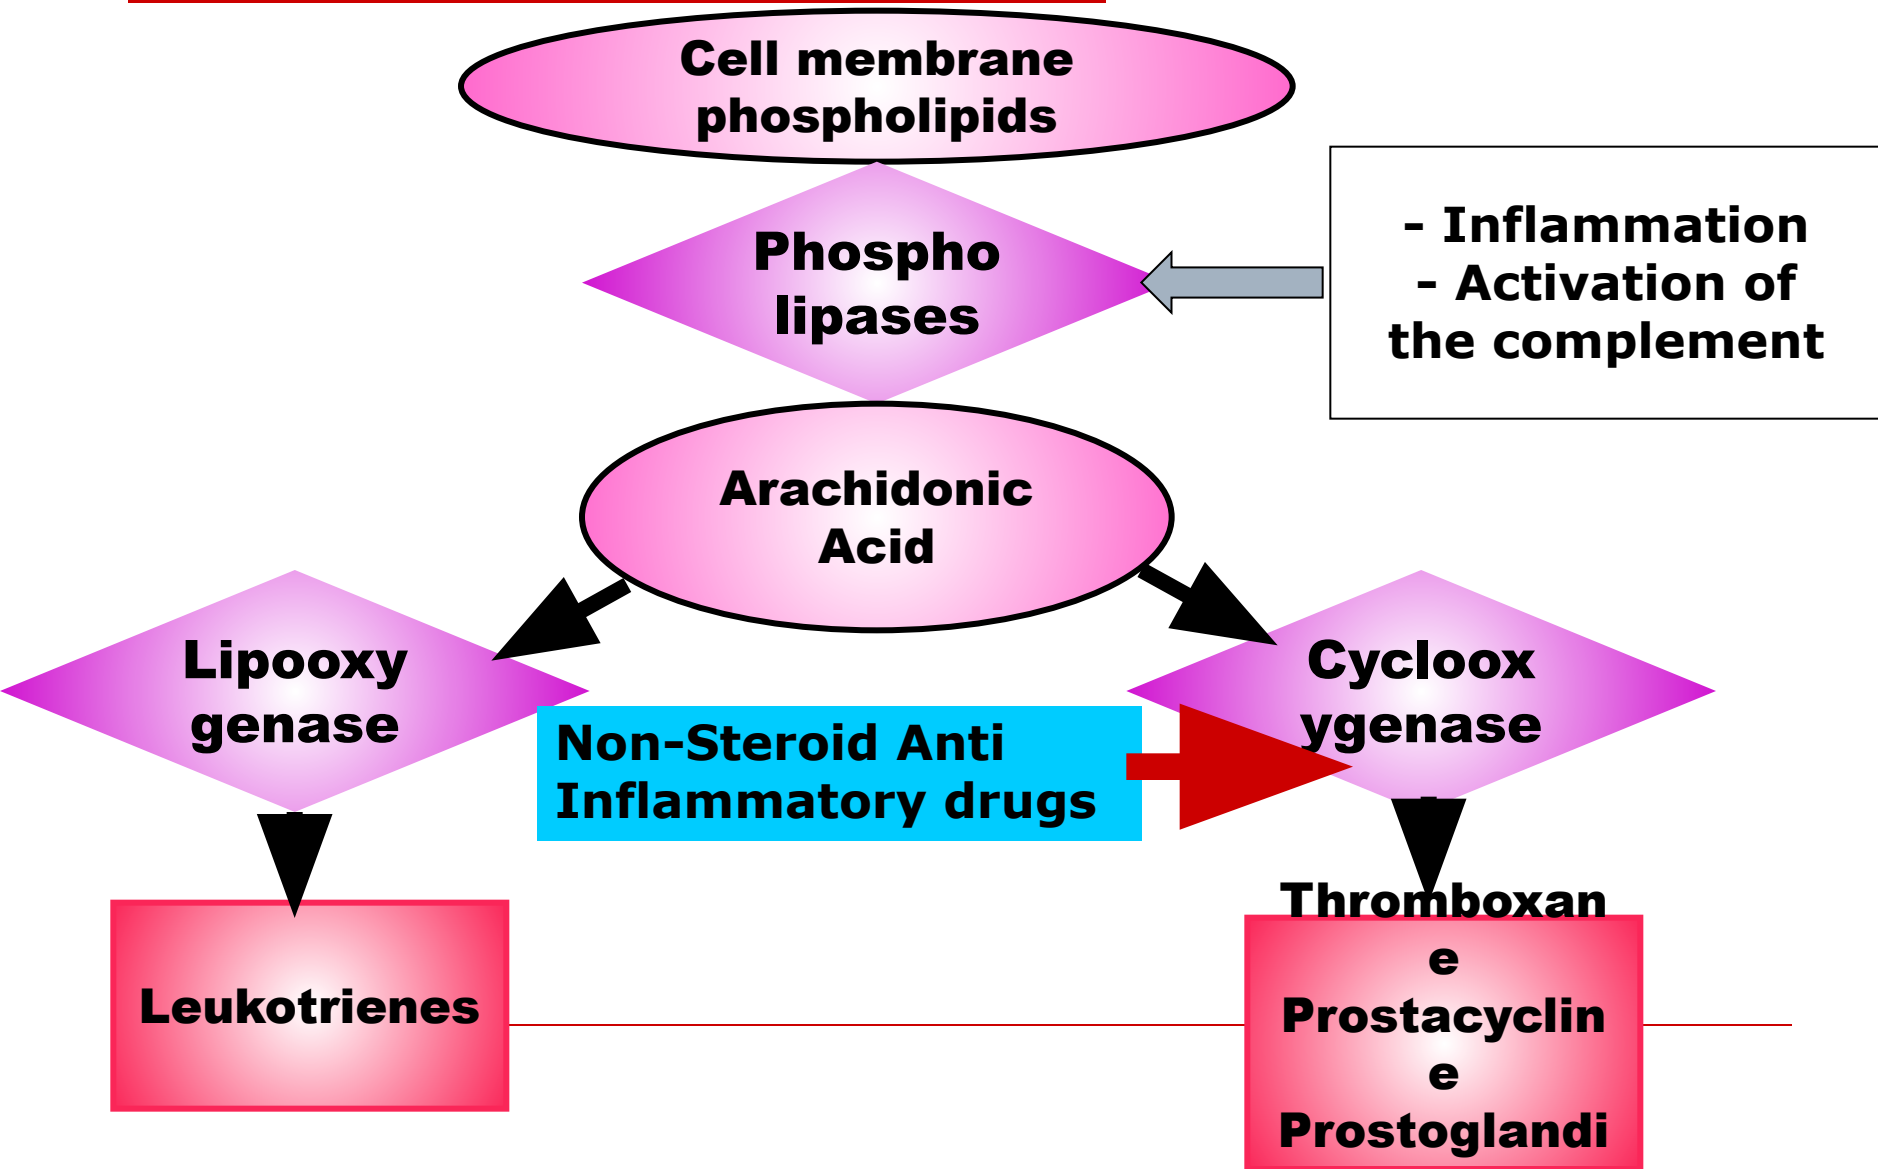 Cell membrane
phospholipids
Phospho
lipases
- Inflammation
- Activation of
the complement
Arachidonic
Acid
Lipooxy
genase
Non-Steroid Anti
Inflammatory drugs
Cycloox
ygenase
Leukotrienes
Thromboxan
e
Prostacyclin
e
Prostoglandi